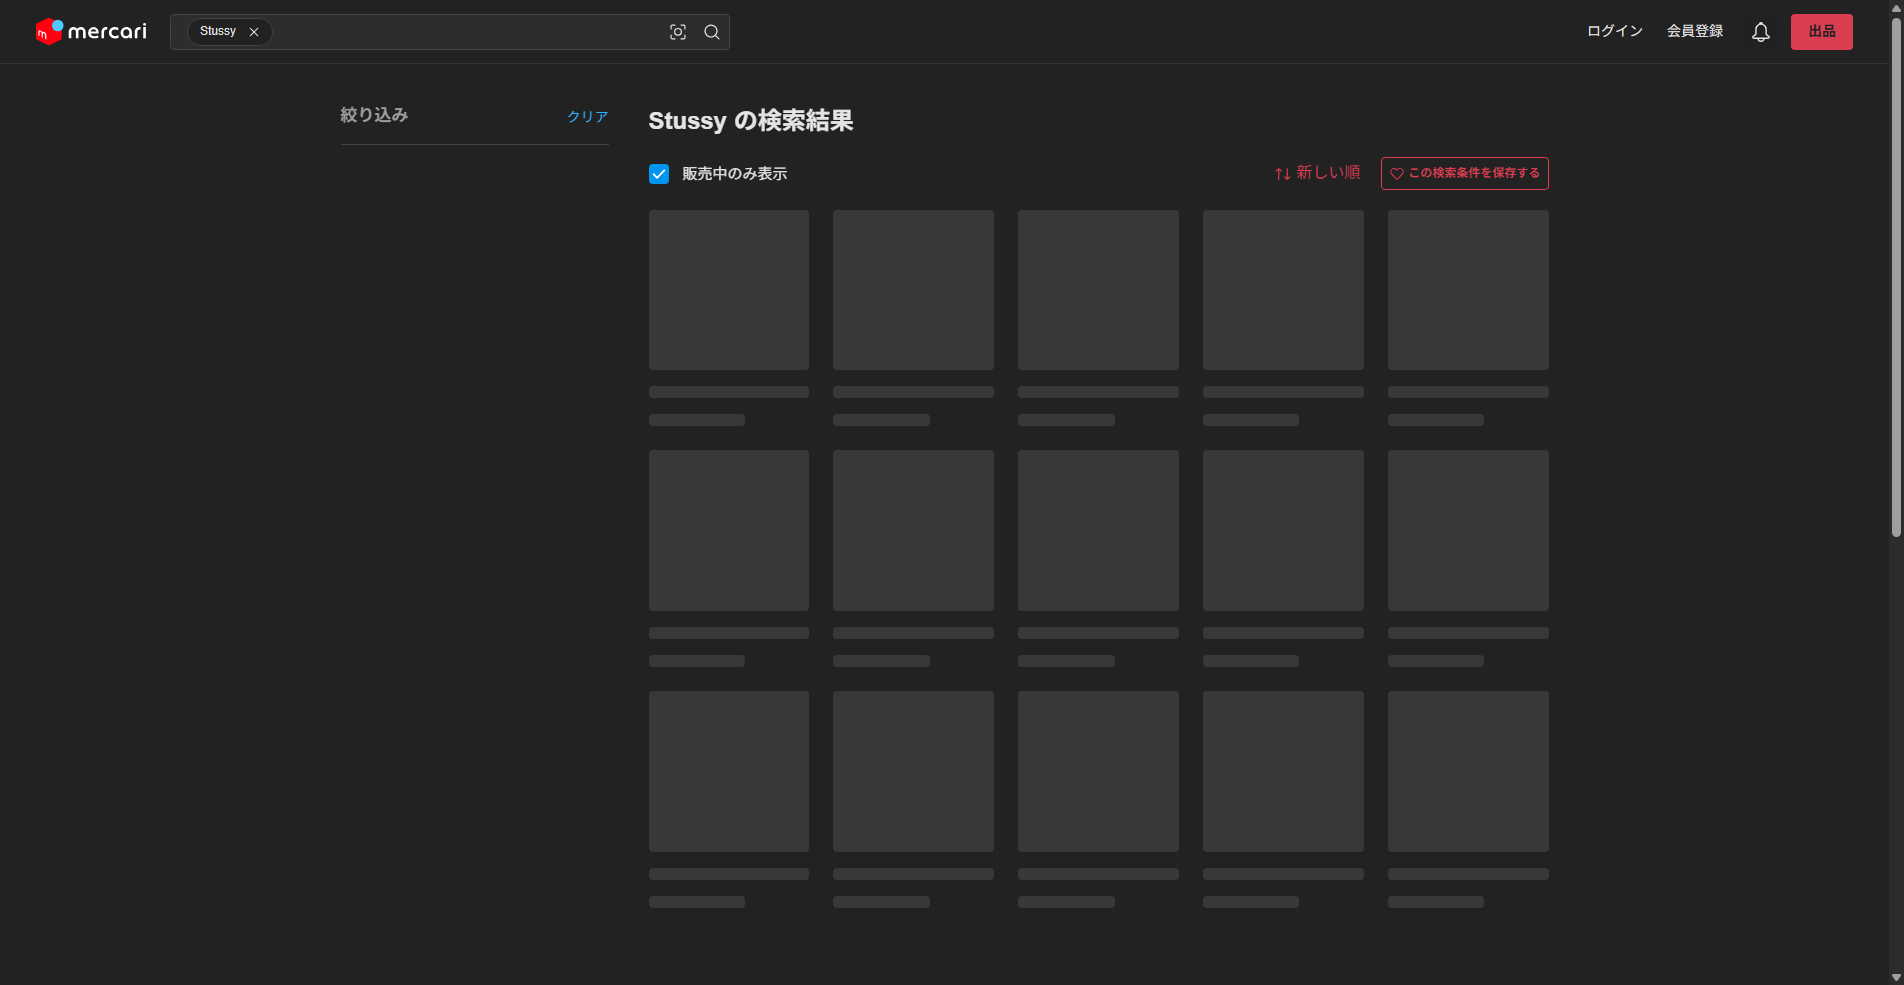 mercari
Stussy
ログイン
会員登録
出品
絞り込み
クリア
Stussy の検索結果
販売中のみ表示
新しい順
この検索条件を保存する